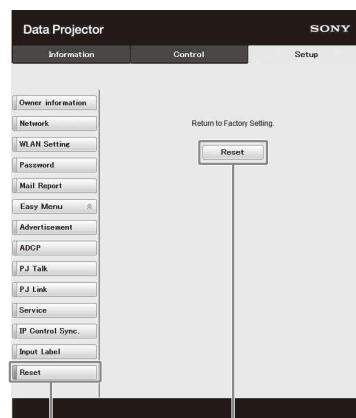 Data Projector
SONY
Information
Control
Setup
Owner information
Network
WLAN Setting
Password
Mail Report
Easy Menu
Advertisement
ADCP
PJ Talk
PJ Link
Service
IP Control Sync.
Input Label
Reset
Return to Factory Setting.
Reset